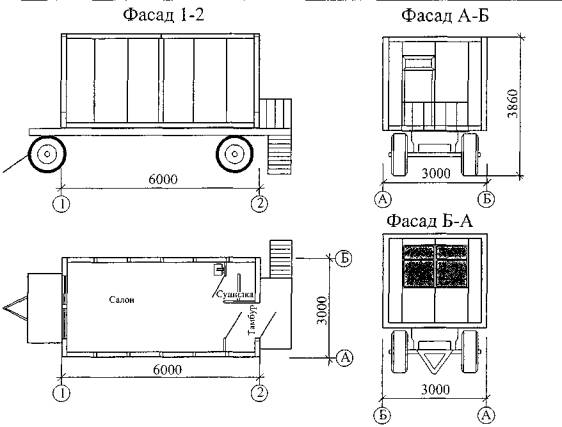 Фасад 1-2
Фасад А-Б
3860
6000
3000
1
2
А
Б
Фасад Б-А
Б
Сушилка
Салон
Тамбур
3000
А
6000
3000
1
2
Б
А